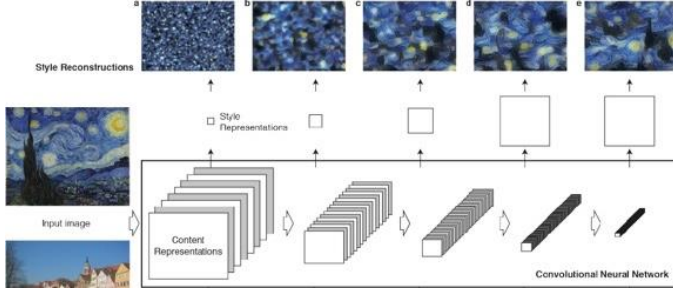 a b c d e
Style Reconstructions
Style
Representations
Input image
Content
Representations
Convolutional Neural Network